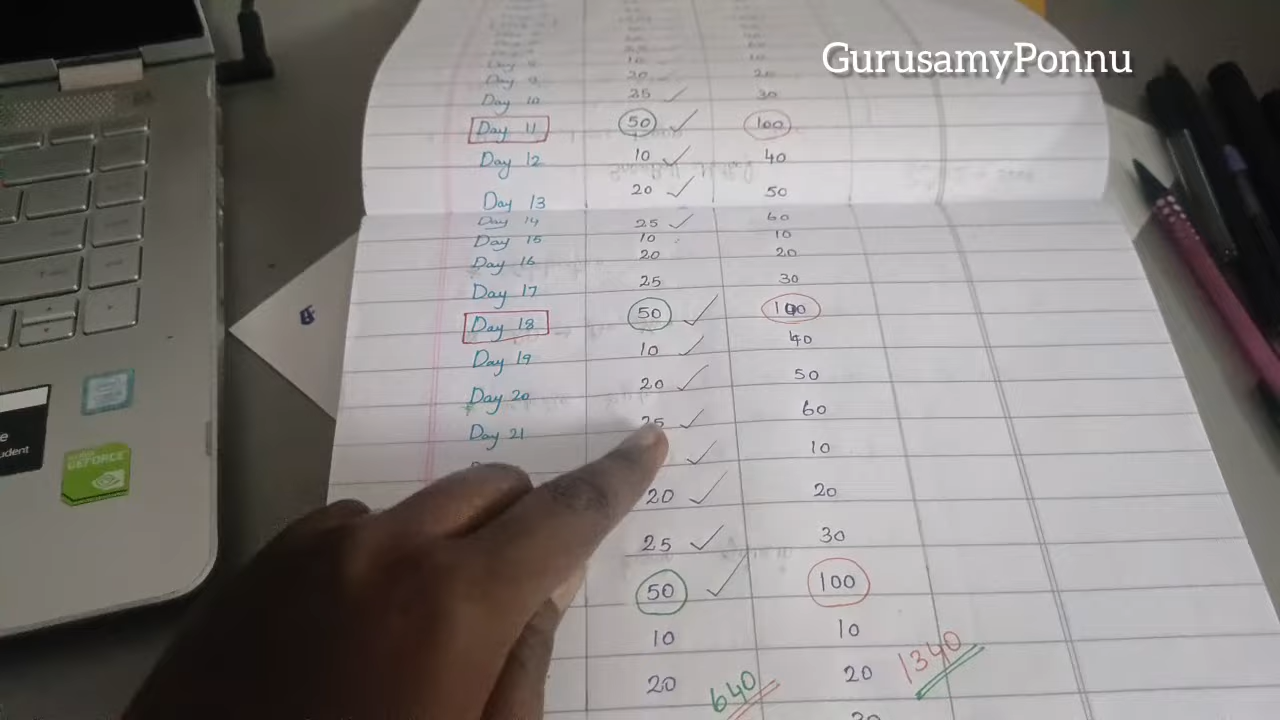 GurusamyPonnu
Day 9 20 20
Day 10 25 ✓ 30
Day 11 50 ✓ 100
Day 12 10 ✓ 40
Day 13 20 ✓ 50
Day 14 25 ✓ 60
Day 15 10 10
Day 16 20 20
Day 17 25 30
Day 18 50 ✓ 100
Day 19 10 ✓ 40
Day 20 20 ✓ 50
Day 21 25 ✓ 60
✓ 10
20 ✓ 20
25 ✓ 30
50 ✓ 100
10 10
20 20
640 1340
GEFORCE